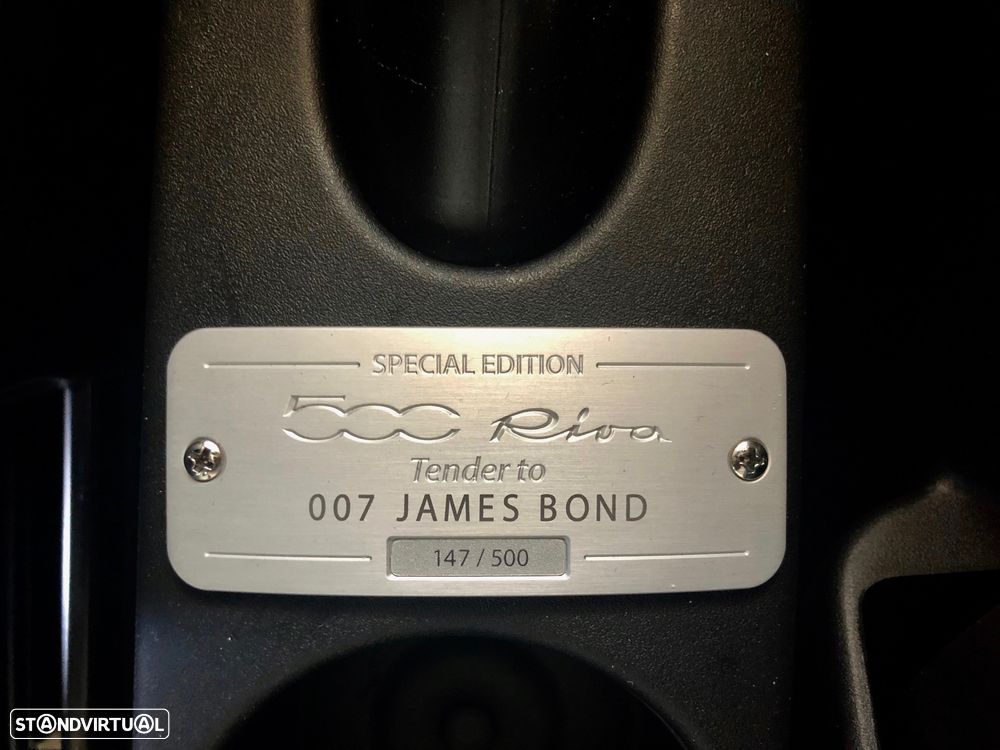 SPECIAL EDITION
500 Riva
Tender to
007 JAMES BOND
147 / 500
STANDVIRTUAL